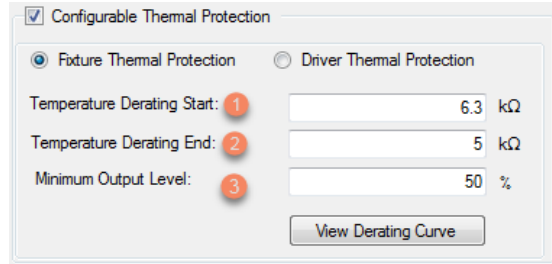 Configurable Thermal Protection
Fixture Thermal Protection Driver Thermal Protection
Temperature Derating Start: 1 6.3 kΩ
Temperature Derating End: 2 5 kΩ
Minimum Output Level: 3 50 %
View Derating Curve